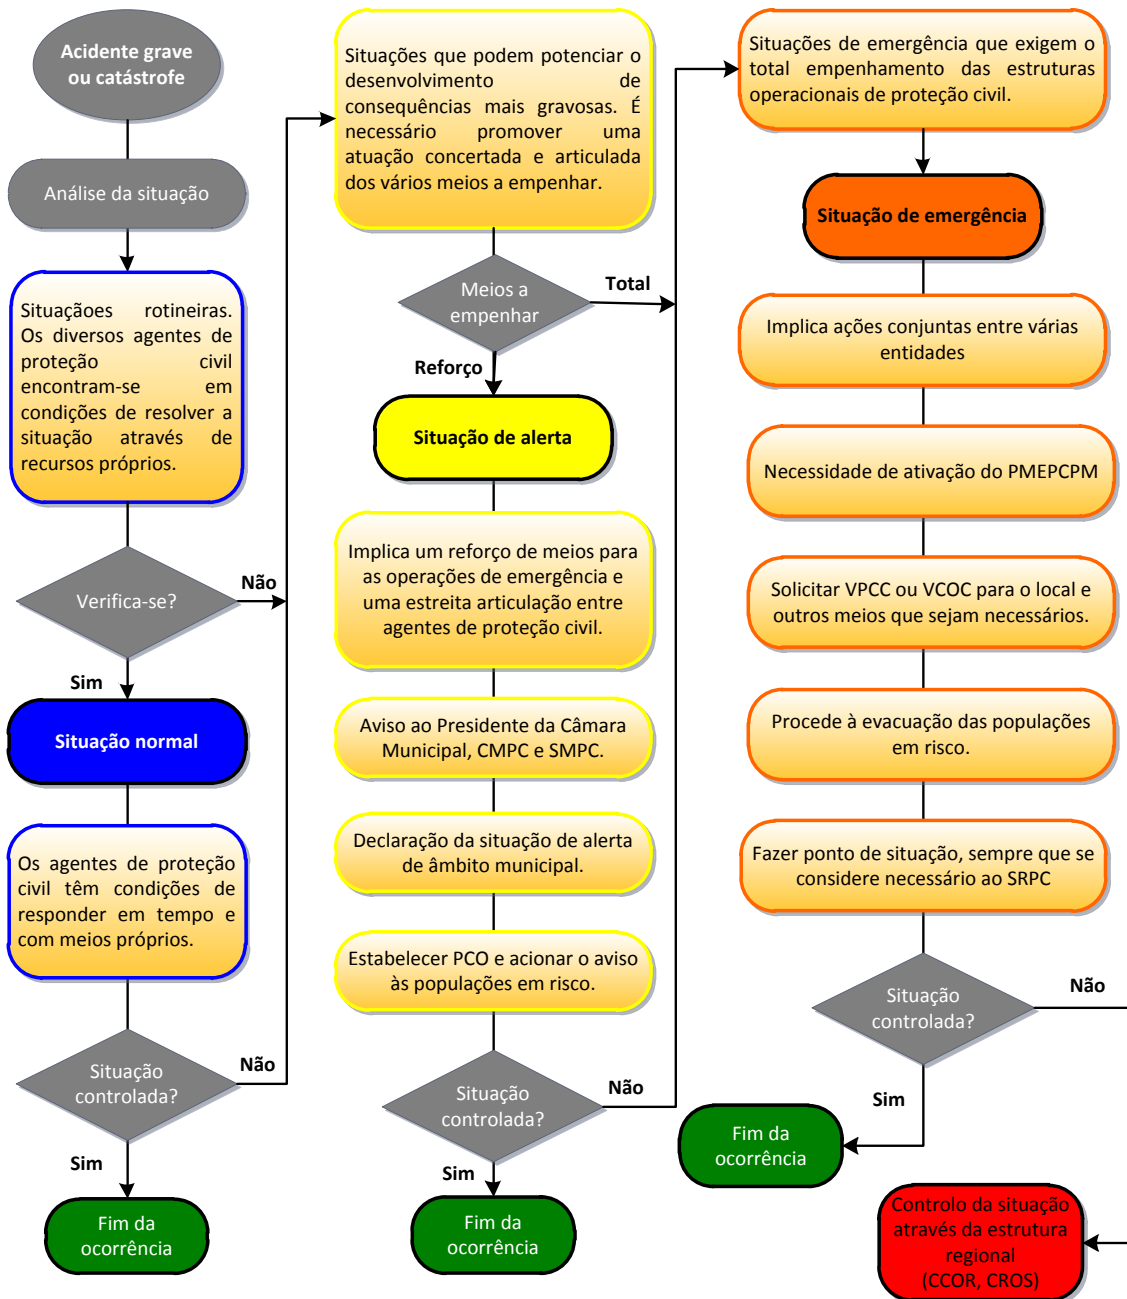 Acidente grave
ou catástrofe
Análise da situação
Situaçãoes rotineiras.
Os diversos agentes de
proteção civil
encontram-se em
condições de resolver a
situação através de
recursos próprios.
Verifica-se?
Não
Sim
Situação normal
Os agentes de proteção
civil têm condições de
responder em tempo e
com meios próprios.
Situação
controlada?
Não
Sim
Fim da
ocorrência
Situações que podem potenciar o
desenvolvimento de
consequências mais gravosas. É
necessário promover uma
atuação concertada e articulada
dos vários meios a empenhar.
Meios a
empenhar
Total
Reforço
Situação de alerta
Implica um reforço de meios para
as operações de emergência e
uma estreita articulação entre
agentes de proteção civil.
Aviso ao Presidente da Câmara
Municipal, CMPC e SMPC.
Declaração da situação de alerta
de âmbito municipal.
Estabelecer PCO e acionar o aviso
às populações em risco.
Situação
controlada?
Não
Sim
Fim da
ocorrência
Situações de emergência que exigem o
total empenhamento das estruturas
operacionais de proteção civil.
Situação de emergência
Implica ações conjuntas entre várias
entidades
Necessidade de ativação do PMEPCPM
Solicitar VPCC ou VCOC para o local e
outros meios que sejam necessários.
Procede à evacuação das populações
em risco.
Fazer ponto de situação, sempre que se
considere necessário ao SRPC
Situação
controlada?
Não
Sim
Fim da
ocorrência
Controlo da situação
através da estrutura
regional
(CCOR, CROS)